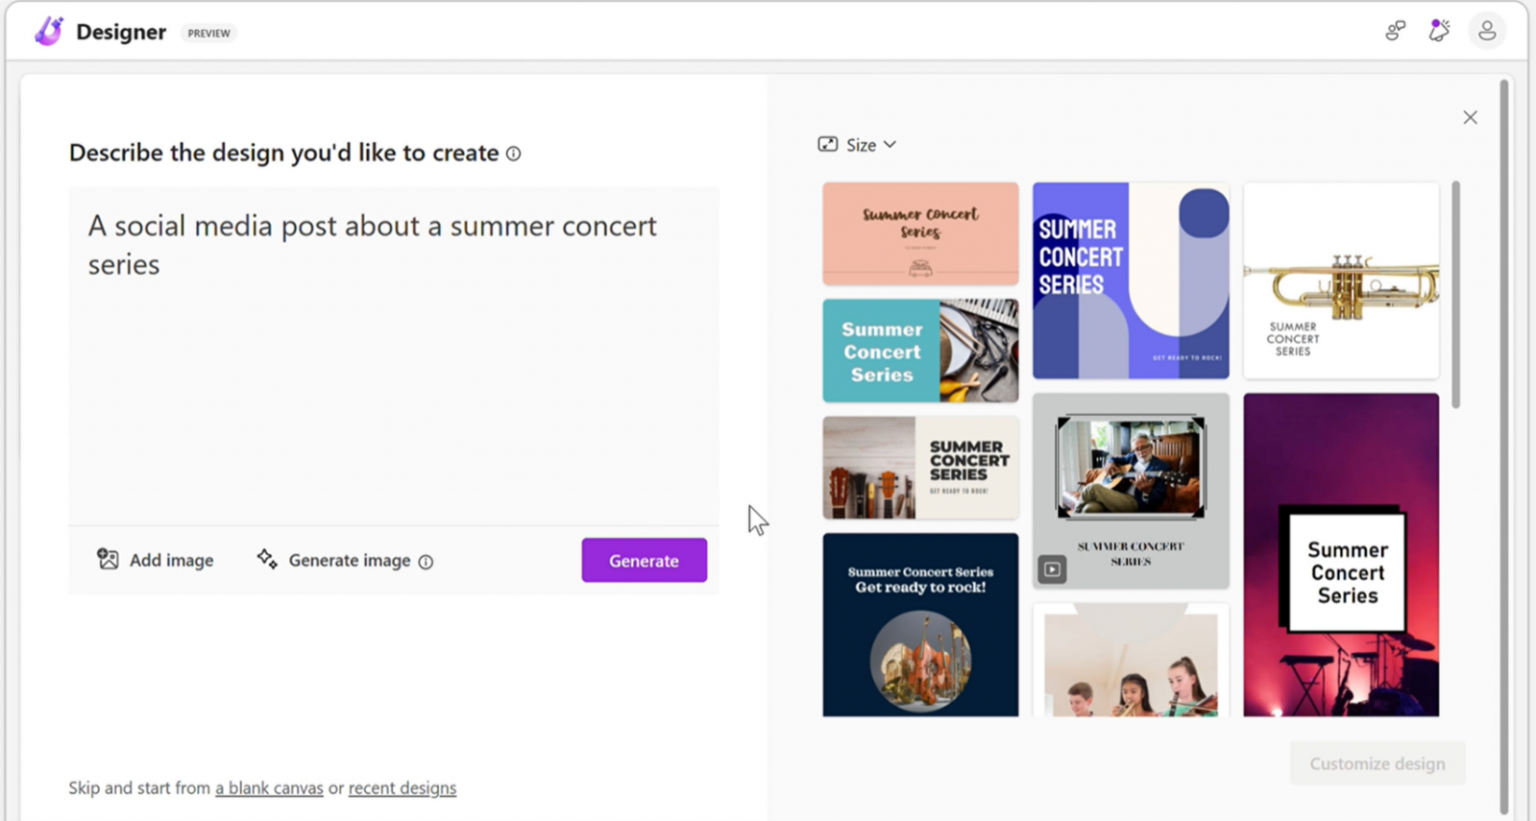 Designer PREVIEW
Describe the design you'd like to create
A social media post about a summer concert
series
Add image
Generate image
Generate
Skip and start from a blank canvas or recent designs
Size
Summer Concert
Series
Summer
Concert
Series
SUMMER
CONCERT
SERIES
GET READY TO ROCK!
Summer Concert Series
Get ready to rock!
SUMMER
CONCERT
SERIES
GET READY TO ROCK!
SUMMER CONCERT
SERIES
SUMMER
CONCERT
SERIES
Summer
Concert
Series
Customize design